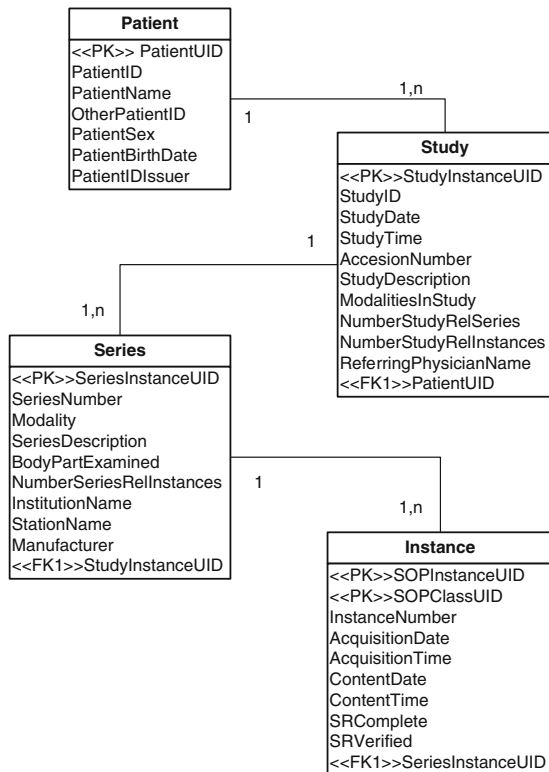 Patient
<<PK>> PatientUID
PatientID
PatientName
OtherPatientID
PatientSex
PatientBirthDate
PatientIDIssuer
1
1,n
Study
<<PK>>StudyInstanceUID
StudyID
StudyDate
StudyTime
AccesionNumber
StudyDescription
ModalitiesInStudy
NumberStudyRelSeries
NumberStudyRelInstances
ReferringPhysicianName
<<FK1>>PatientUID
1
1,n
Series
<<PK>>SeriesInstanceUID
SeriesNumber
Modality
SeriesDescription
BodyPartExamined
NumberSeriesRelInstances
InstitutionName
StationName
Manufacturer
<<FK1>>StudyInstanceUID
1
1,n
Instance
<<PK>>SOPInstanceUID
<<PK>>SOPClassUID
InstanceNumber
AcquisitionDate
AcquisitionTime
ContentDate
ContentTime
SRComplete
SRVerified
<<FK1>>SeriesInstanceUID